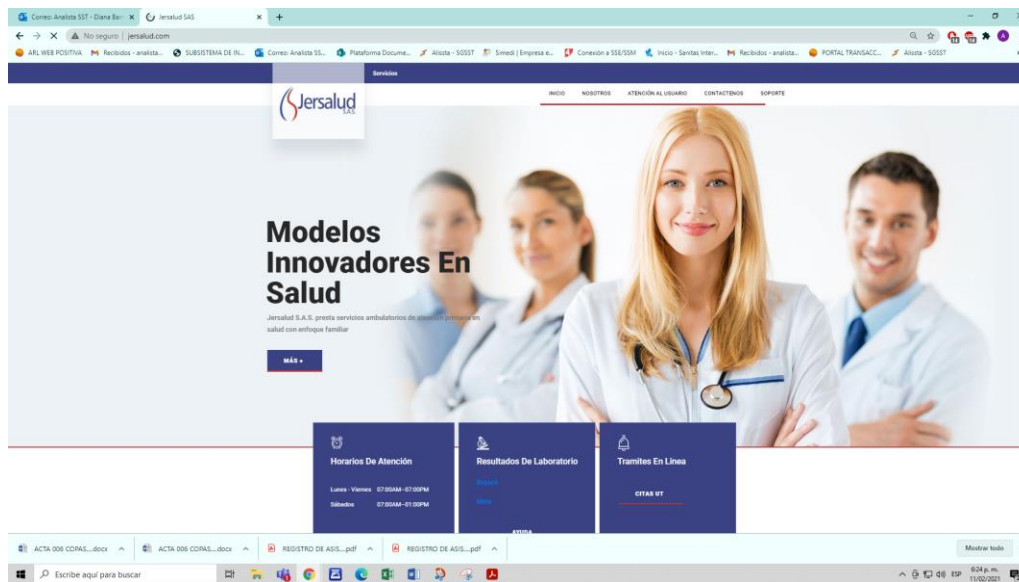 Correo: Analista SST - Diana Bar
Jersalud SAS
No seguro | jersalud.com
ARL WEB POSITIVA
Recibidos - analista...
SUBSISTEMA DE IN...
Correo: Analista SS...
Plataforma Docume...
Alissta - SGSST
Simedi | Empresa e...
Conexión a SSE/SSM
Inicio - Sanitas Inter...
Recibidos - analista...
PORTAL TRANSACC...
Alissta - SGSST
Servicios
Jersalud
SAS
INICIO NOSOTROS ATENCIÓN AL USUARIO CONTACTENOS SOPORTE
Modelos
Innovadores En
Salud
Jersalud S.A.S. presta servicios ambulatorios de atención primaria en
salud con enfoque familiar
MÁS +
Horarios De Atención
Lunes - Viernes 07:00AM–07:00PM
Sábados 07:00AM–01:00PM
Resultados De Laboratorio
AYUDA
Tramites En Linea
CITAS UT
ACTA 006 COPAS....docx
ACTA 006 COPAS....docx
REGISTRO DE ASIS....pdf
REGISTRO DE ASIS....pdf
Mostrar todo
Escribe aquí para buscar
ESP
6:24 p. m.
11/02/2021